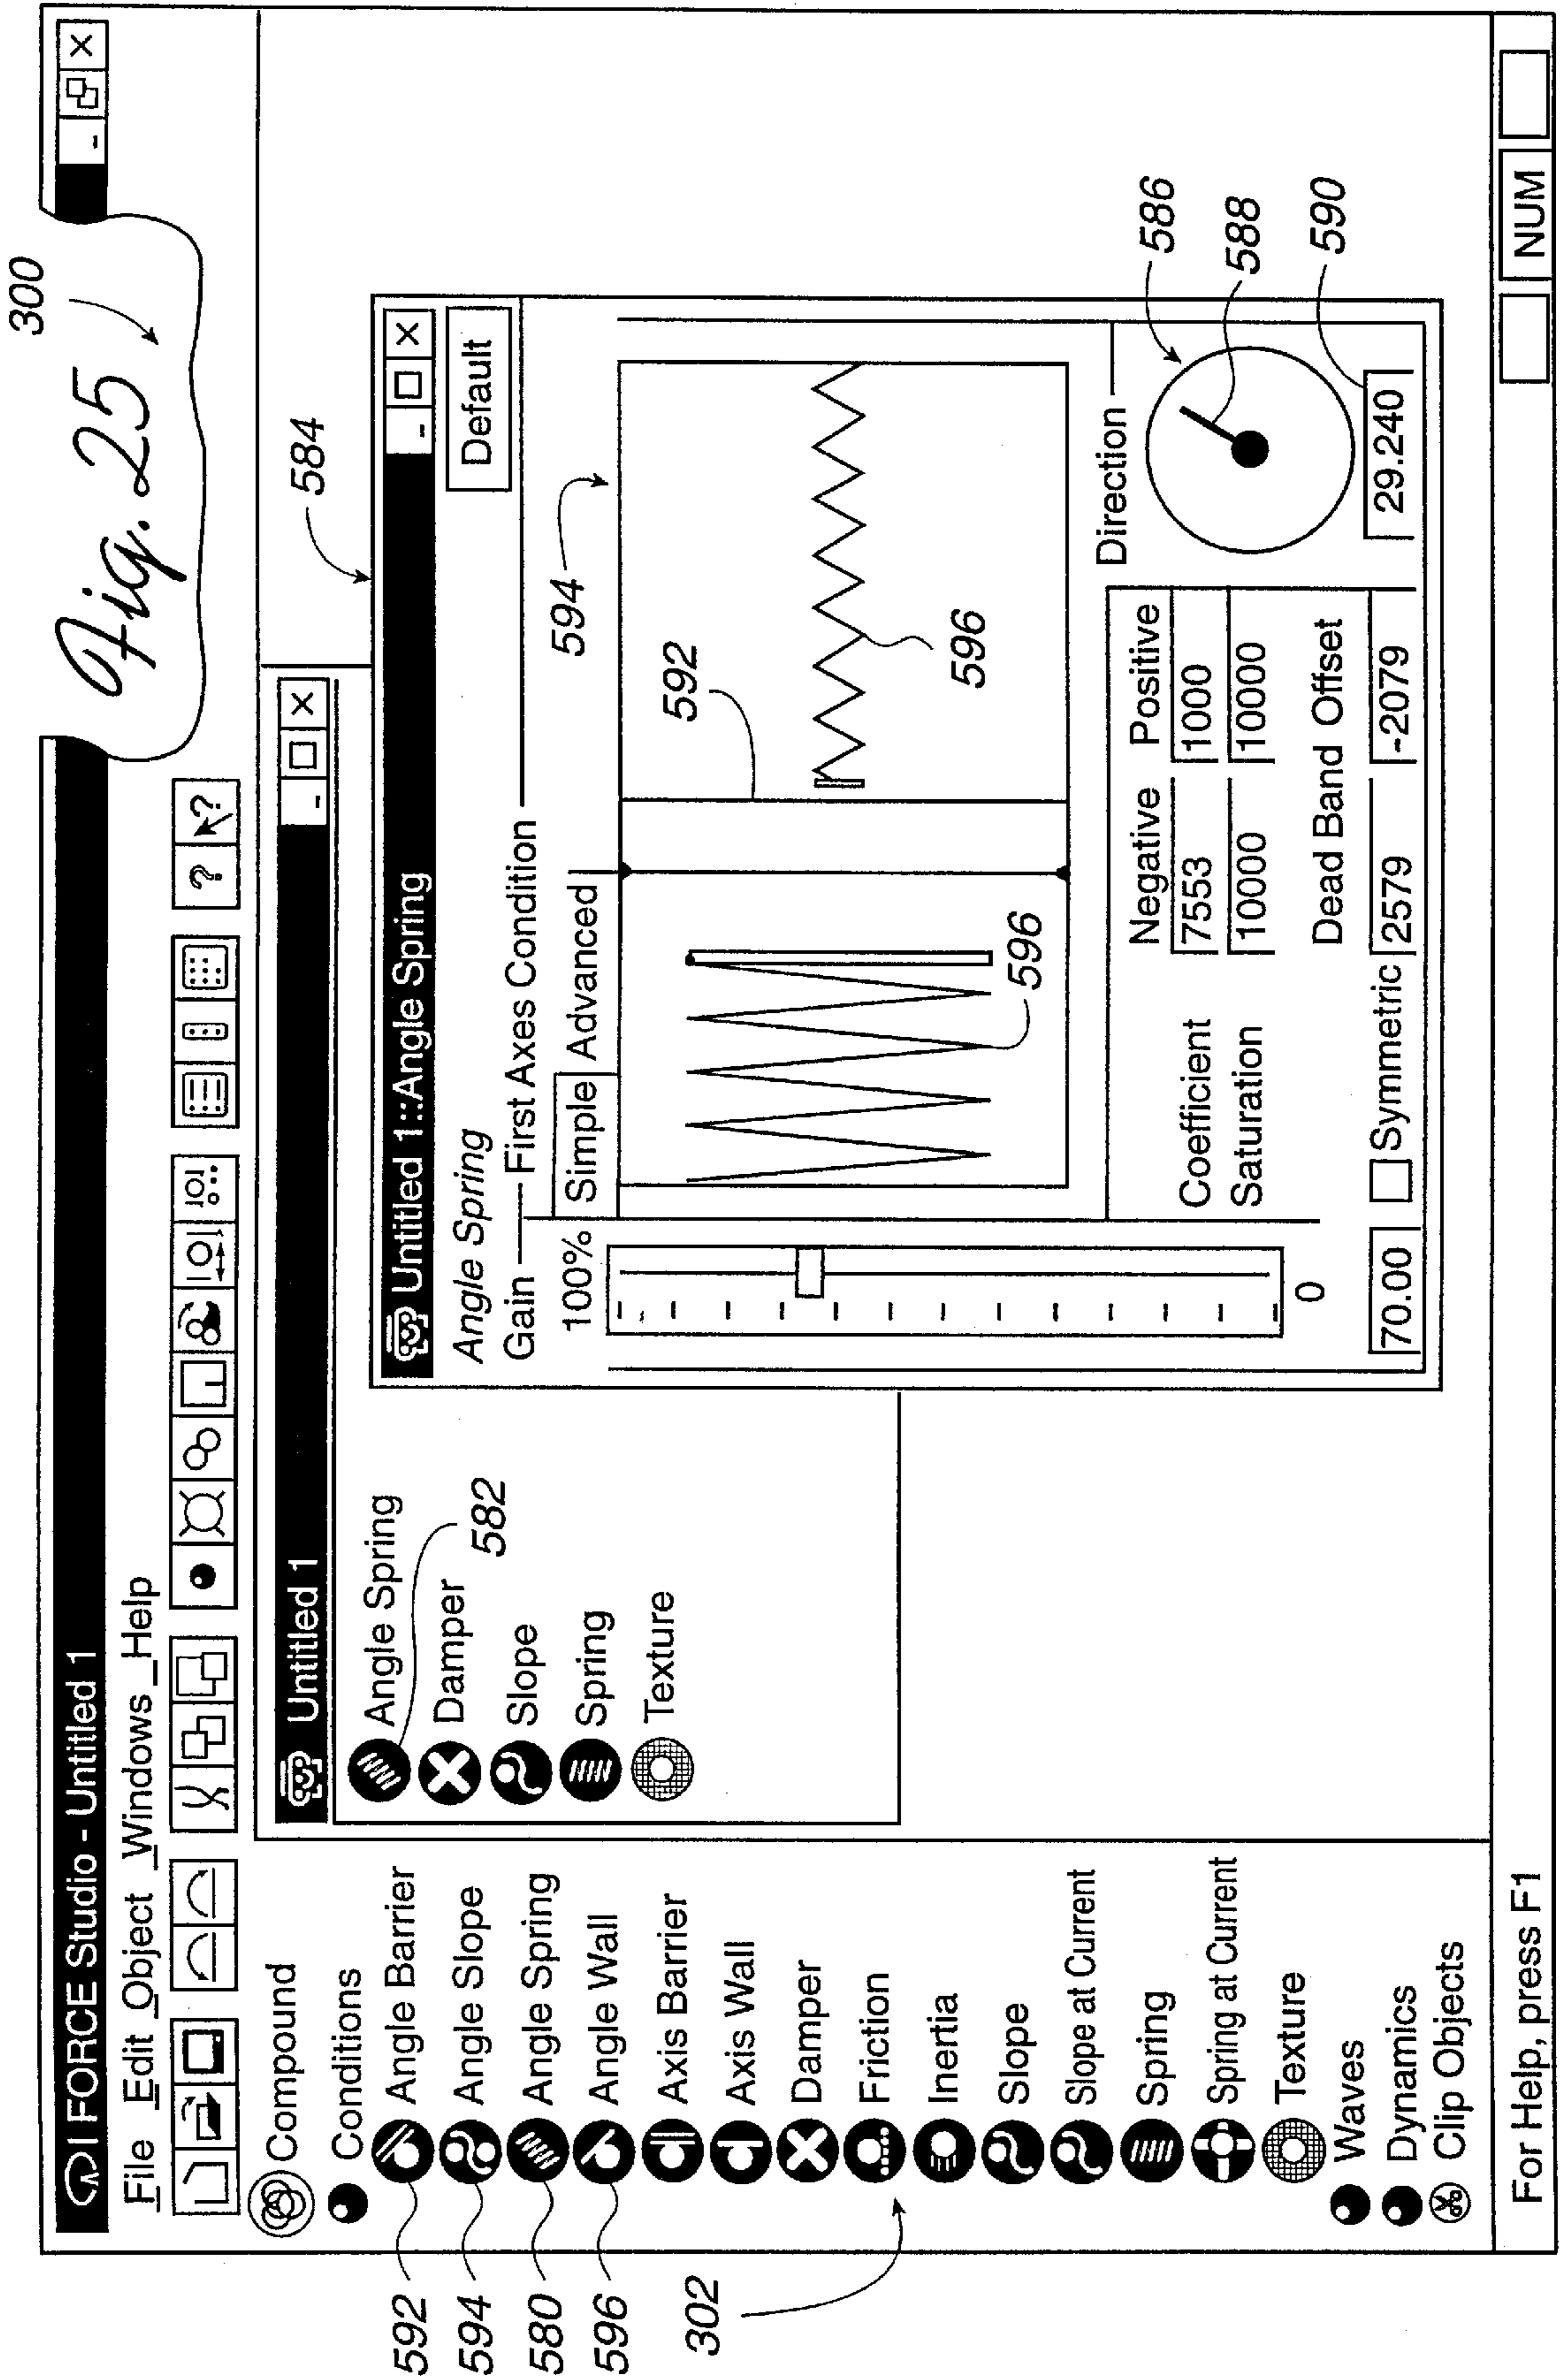 Fig. 25
300
I FORCE Studio - Untitled 1
File Edit Object Windows Help
? ?
Compound
Conditions
592 Angle Barrier
594 Angle Slope
580 Angle Spring
596 Angle Wall
Axis Barrier
Axis Wall
Damper
302
Friction
Inertia
Slope
Slope at Current
Spring
Spring at Current
Texture
Waves
Dynamics
Clip Objects
Untitled 1
Angle Spring
582
Damper
Slope
Spring
Texture
584
Untitled 1::Angle Spring
Angle Spring
Default
Gain
First Axes Condition
100%
Simple Advanced
594
592
596
596
0
70.00
Negative Positive
Coefficient 7553 1000
Saturation 10000 10000
Dead Band Offset
Symmetric 2579 -2079
Direction
586
588
590
29.240
For Help, press F1
NUM